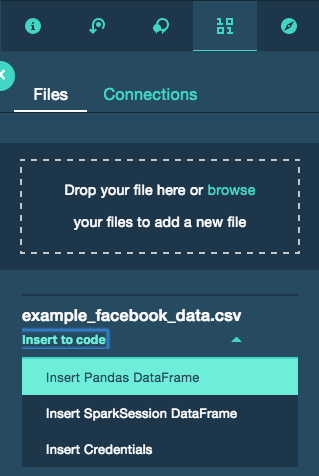 Files Connections
Drop your file here or browse
your files to add a new file
example_facebook_data.csv
Insert to code
Insert Pandas DataFrame
Insert SparkSession DataFrame
Insert Credentials